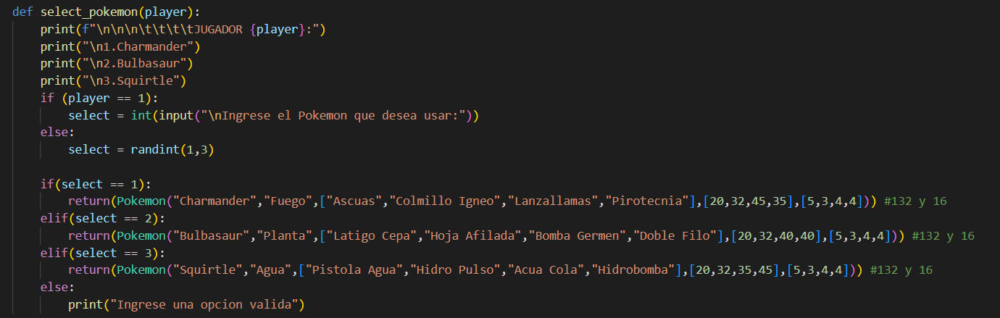 def select_pokemon(player):
    print(f"\n\n\n\t\t\t\tJUGADOR {player}:")
    print("\n1.Charmander")
    print("\n2.Bulbasaur")
    print("\n3.Squirtle")
    if (player == 1):
        select = int(input("\nIngrese el Pokemon que desea usar:"))
    else:
        select = randint(1,3)

    if(select == 1):
        return(Pokemon("Charmander","Fuego",["Ascuas","Colmillo Igneo","Lanzallamas","Pirotecnia"],[20,32,45,35],[5,3,4,4])) #132 y 16
    elif(select == 2):
        return(Pokemon("Bulbasaur","Planta",["Latigo Cepa","Hoja Afilada","Bomba Germen","Doble Filo"],[20,32,40,40],[5,3,4,4])) #132 y 16
    elif(select == 3):
        return(Pokemon("Squirtle","Agua",["Pistola Agua","Hidro Pulso","Acua Cola","Hidrobomba"],[20,32,35,45],[5,3,4,4])) #132 y 16
    else:
        print("Ingrese una opcion valida")